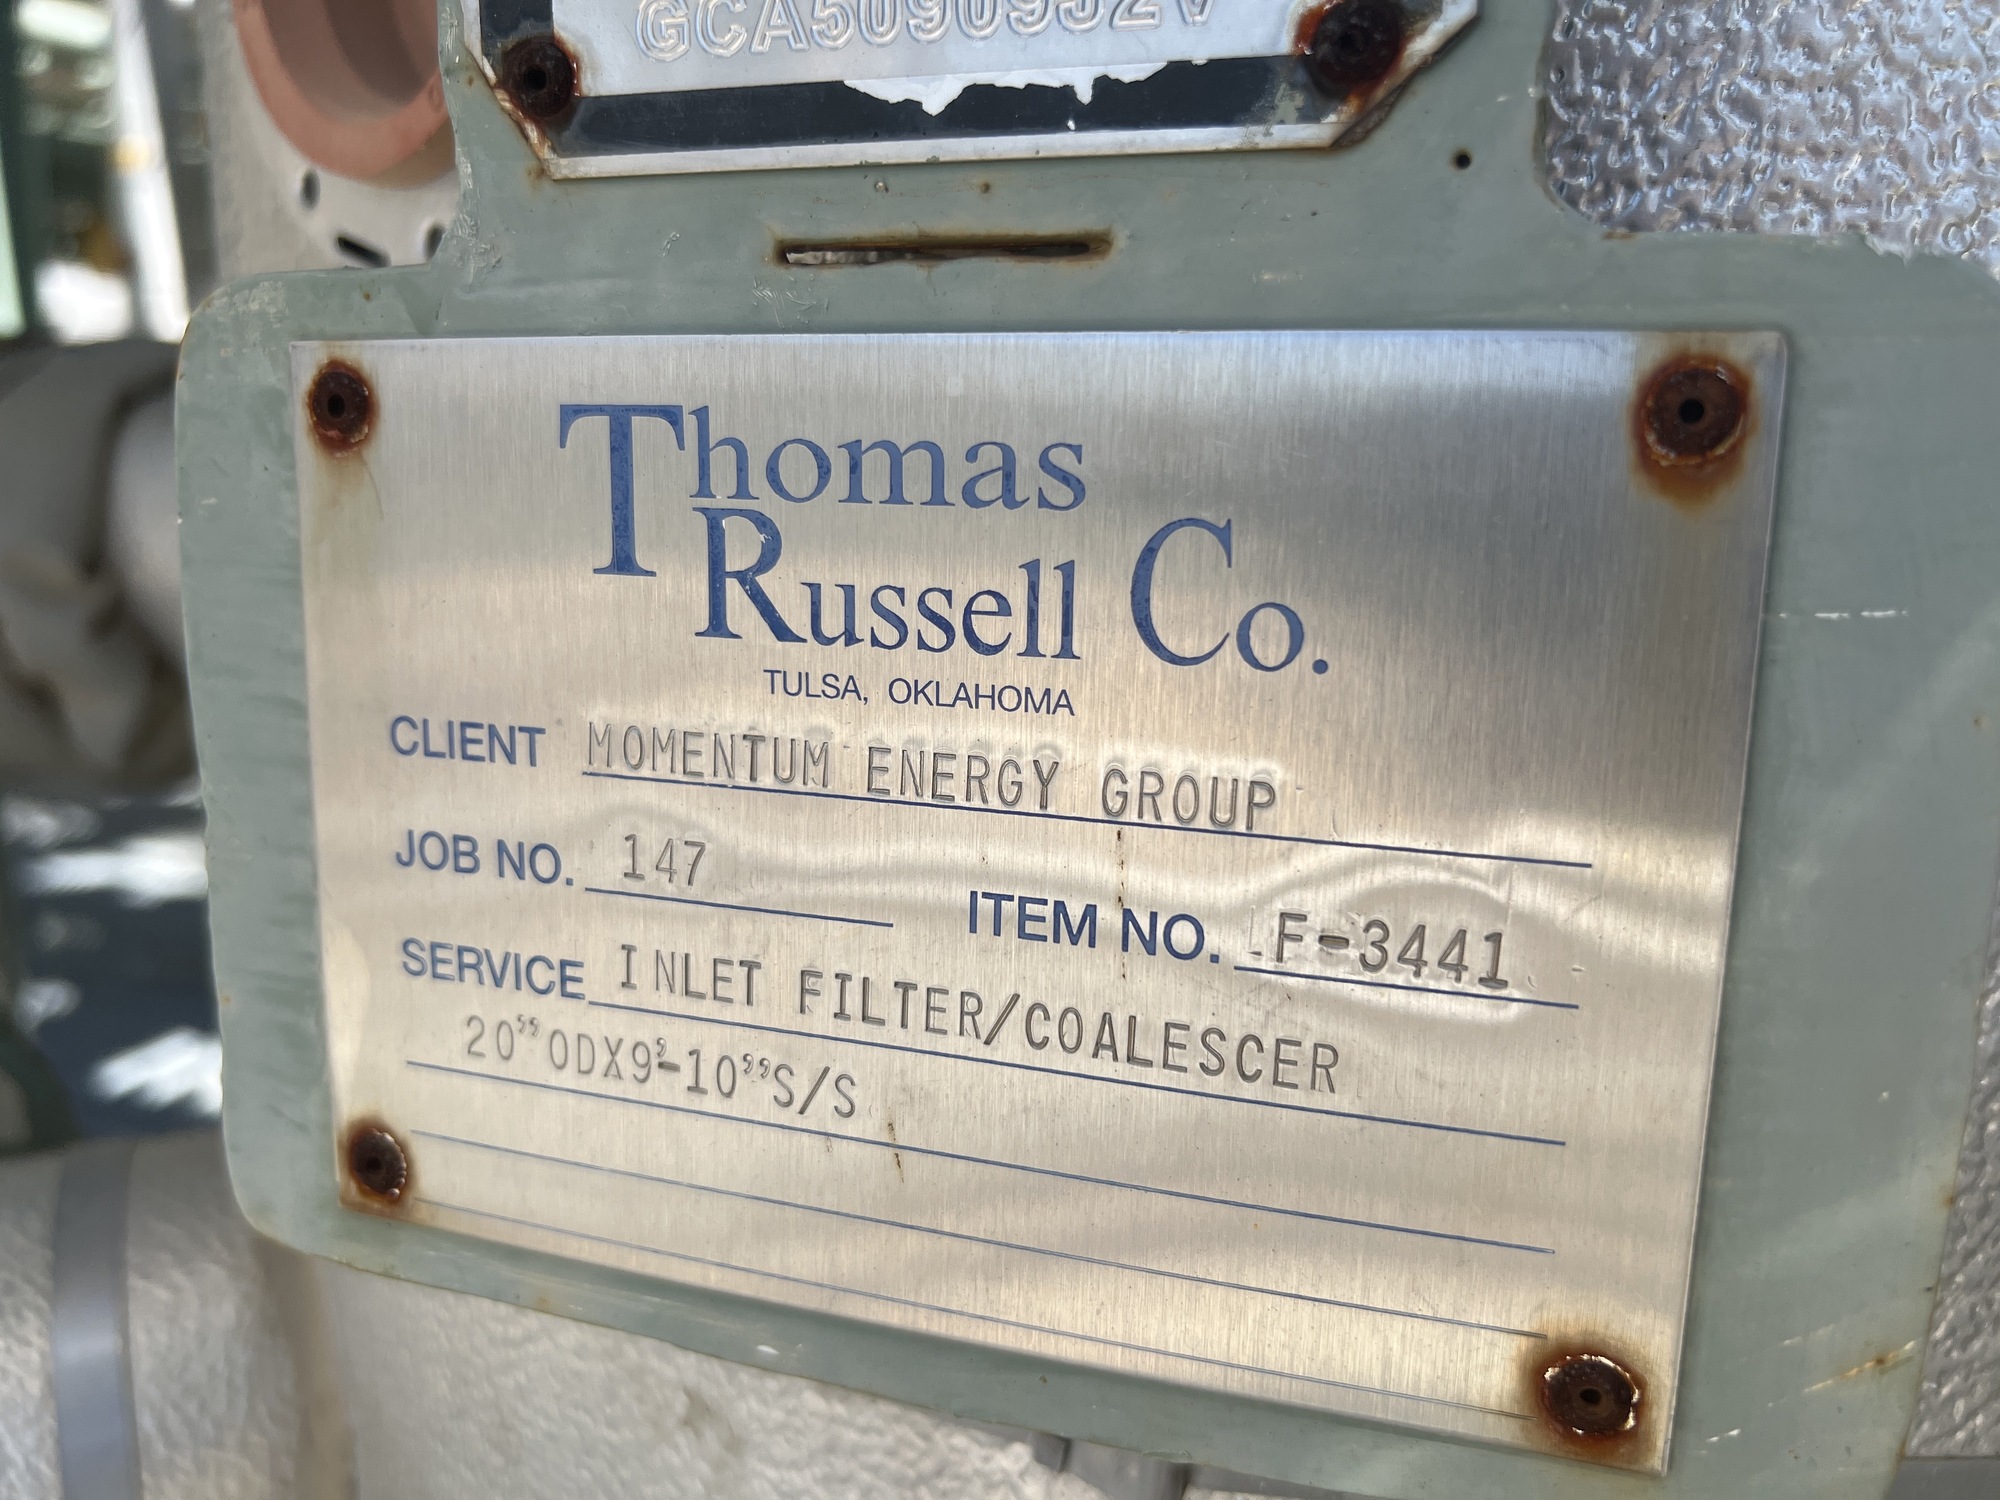 GCA5090932V
Thomas
Russell Co.
TULSA, OKLAHOMA
CLIENT MOMENTUM ENERGY GROUP
JOB NO. 147 ITEM NO. F-3441
SERVICE INLET FILTER/COALESCER
20"ODX9'-10"S/S